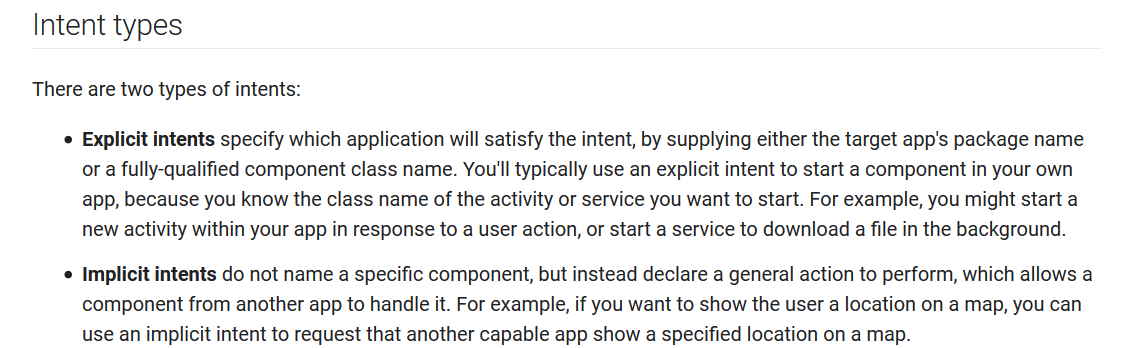 Intent types
There are two types of intents:
• Explicit intents specify which application will satisfy the intent, by supplying either the target app's package name
or a fully-qualified component class name. You'll typically use an explicit intent to start a component in your own
app, because you know the class name of the activity or service you want to start. For example, you might start a
new activity within your app in response to a user action, or start a service to download a file in the background.
• Implicit intents do not name a specific component, but instead declare a general action to perform, which allows a
component from another app to handle it. For example, if you want to show the user a location on a map, you can
use an implicit intent to request that another capable app show a specified location on a map.